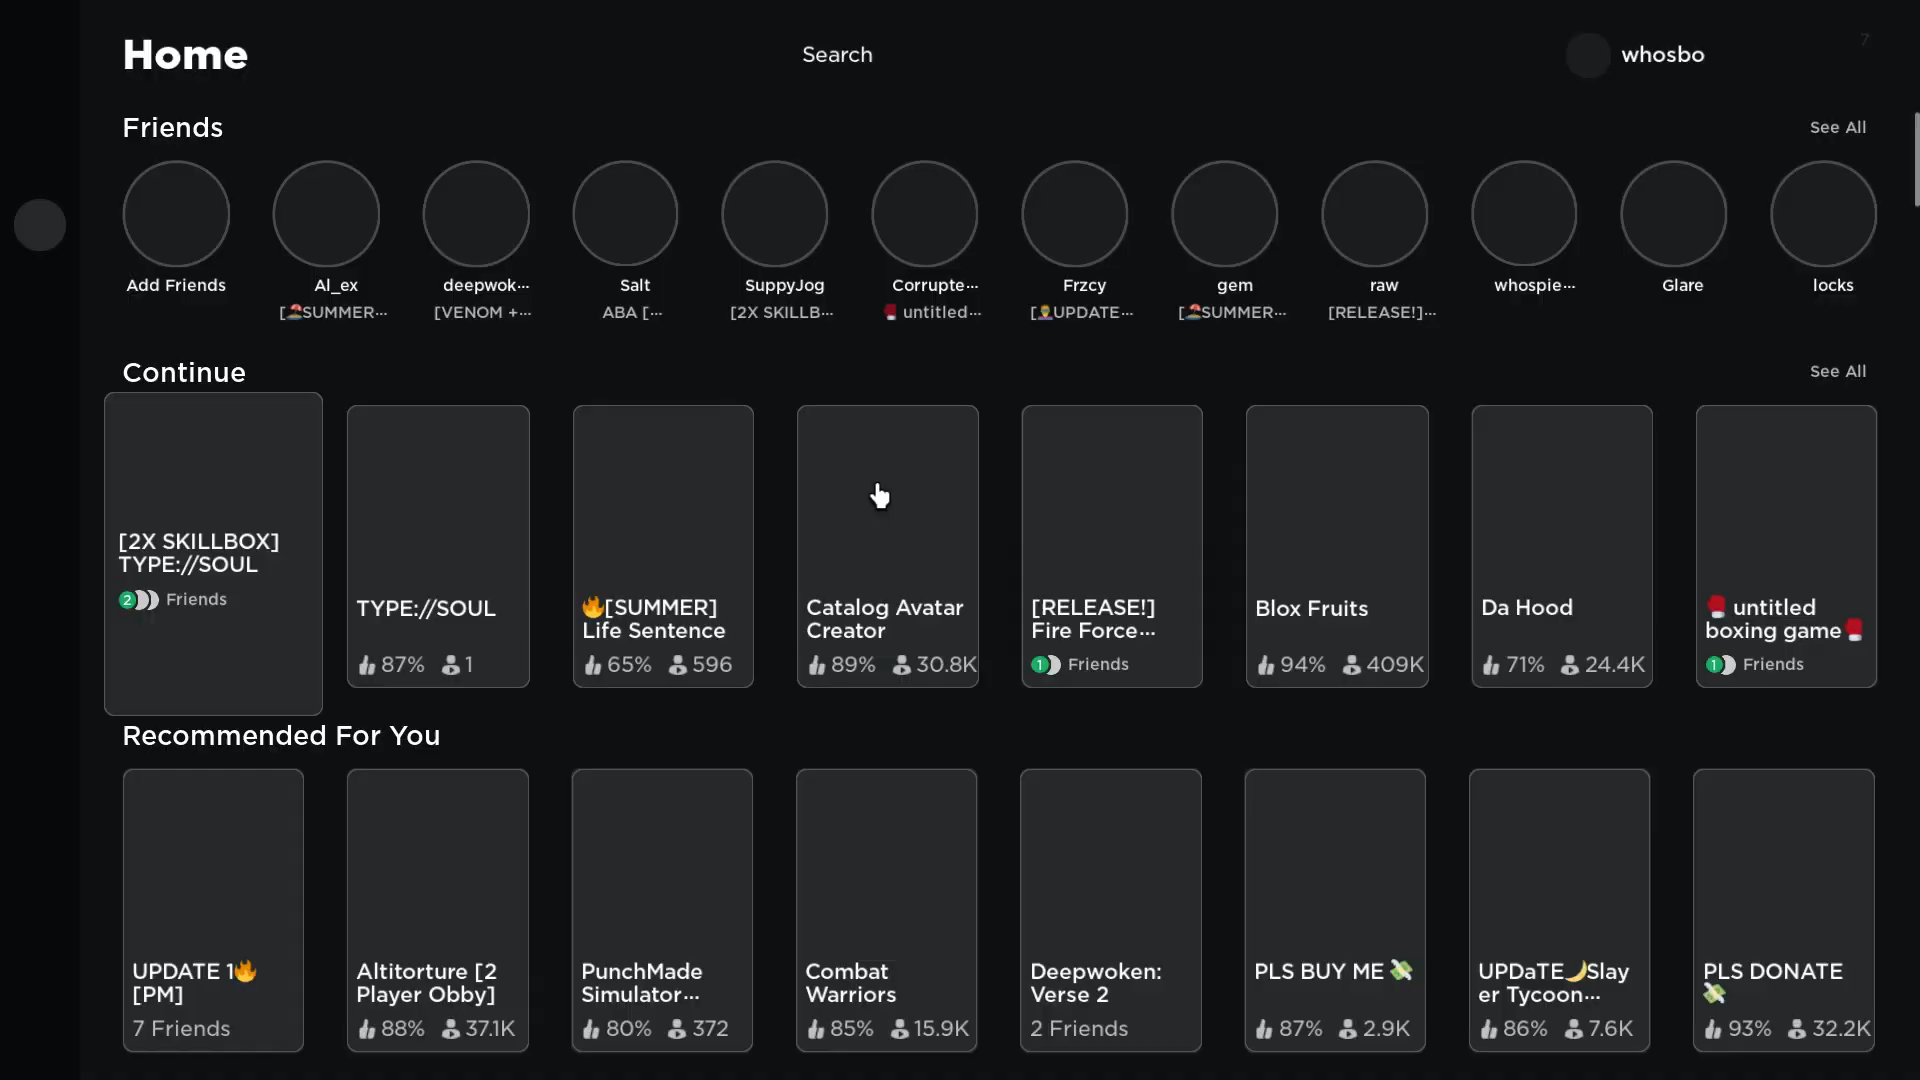 Home
Search
whosbo
7
Friends
See All
Add Friends
Al_ex
deepwok...
Salt
SuppyJog
Corrupte...
Frzcy
gem
raw
whospie...
Glare
locks
[🏖️SUMMER...
[VENOM +...
ABA [...
[2X SKILLB...
🥊 untitled...
[💆‍♂️UPDATE...
[🏖️SUMMER...
[RELEASE!]...
Continue
See All
[2X SKILLBOX]
TYPE://SOUL
2 Friends
TYPE://SOUL
87% 1
🔥[SUMMER]
Life Sentence
65% 596
Catalog Avatar
Creator
89% 30.8K
[RELEASE!]
Fire Force...
1 Friends
Blox Fruits
94% 409K
Da Hood
71% 24.4K
🥊 untitled
boxing game🥊
1 Friends
Recommended For You
UPDATE 1🔥
[PM]
7 Friends
Altitorture [2
Player Obby]
88% 37.1K
PunchMade
Simulator...
80% 372
Combat
Warriors
85% 15.9K
Deepwoken:
Verse 2
2 Friends
PLS BUY ME 💸
87% 2.9K
UPDaTE🌙Slay
er Tycoon...
86% 7.6K
PLS DONATE
💸
93% 32.2K